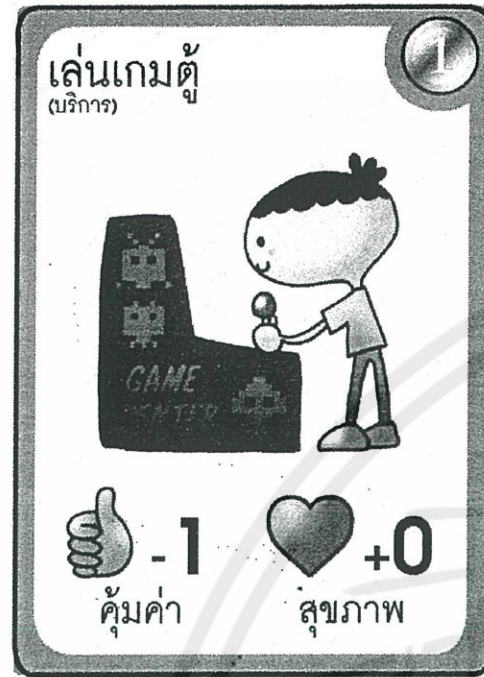 เล่นเกมตู้
(บริการ)
1
GAME
CENTER
-1
+0
คุ้มค่า
สุขภาพ